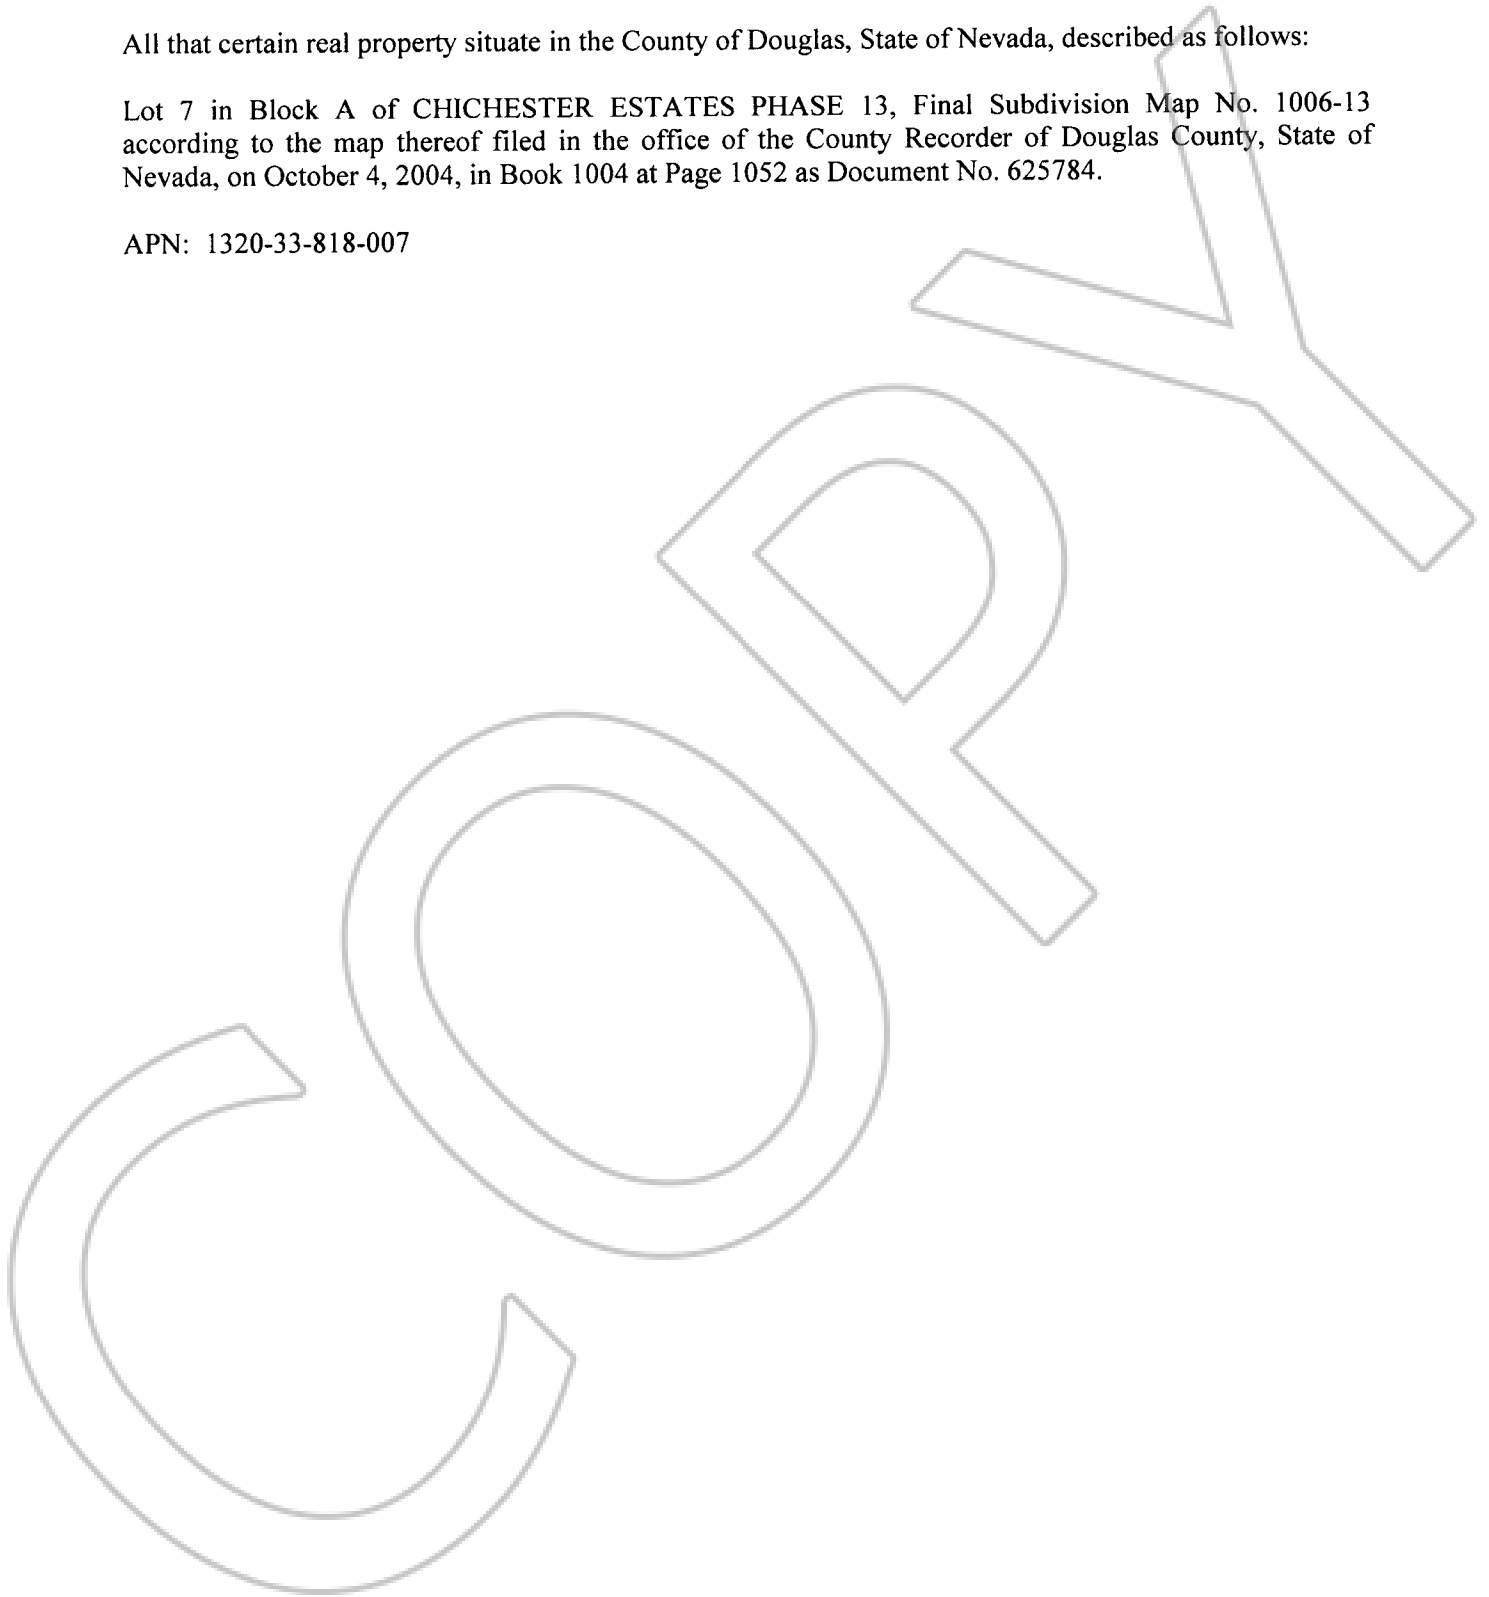 All that certain real property situate in the County of Douglas, State of Nevada, described as follows:
Lot 7 in Block A of CHICHESTER ESTATES PHASE 13, Final Subdivision Map No. 1006-13
according to the map thereof filed in the office of the County Recorder of Douglas County, State of
Nevada, on October 4, 2004, in Book 1004 at Page 1052 as Document No. 625784.
APN: 1320-33-818-007
COPY